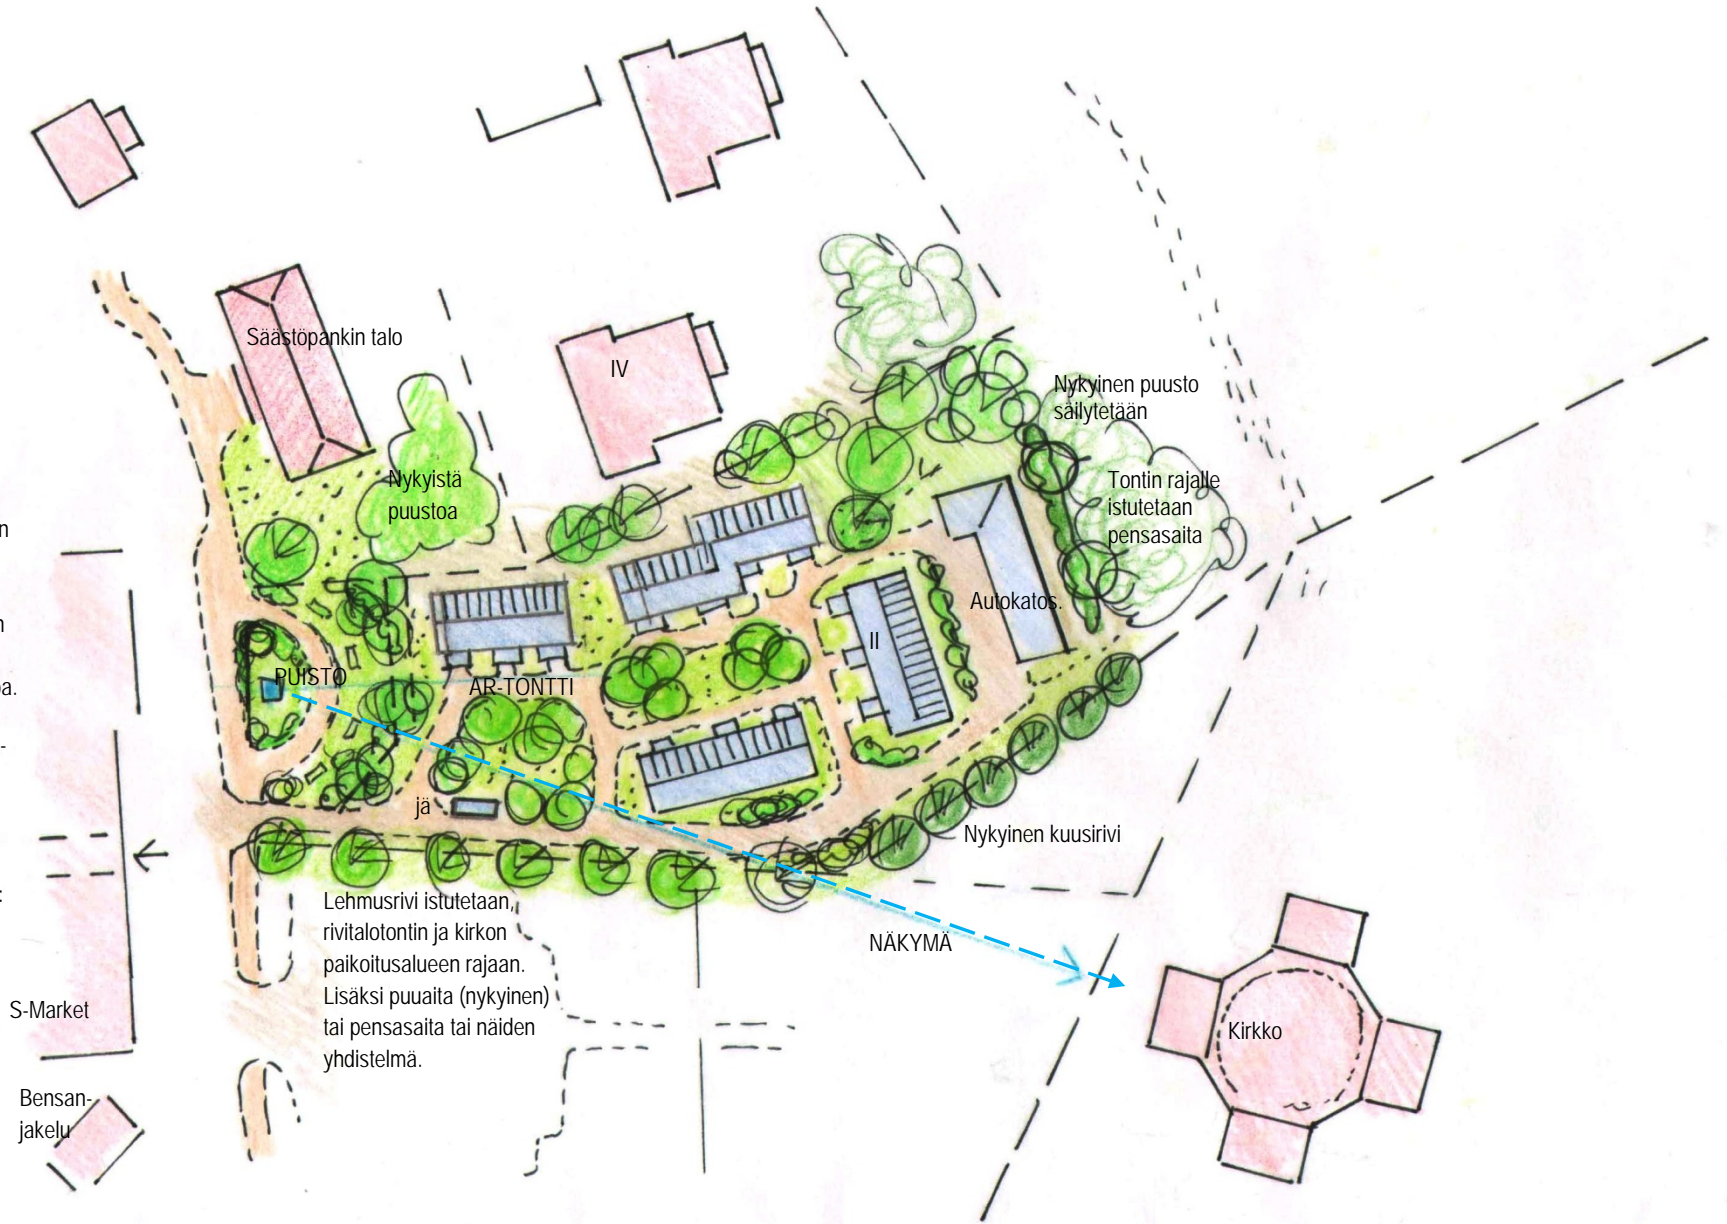 Säästöpankin talo
IV
Nykyinen puusto
säilytetään
Nykyistä
puustoa
Tontin rajalle
istutetaan
pensasaita
n
Autokatos.
n
II
PUISTO
AR-TONTTI
a.
-
jä
Nykyinen kuusirivi
:
Lehmusrivi istutetaan,
rivitalotontin ja kirkon
paikoitusalueen rajaan.
Lisäksi puuaita (nykyinen)
tai pensasaita tai näiden
yhdistelmä.
NÄKYMÄ
S-Market
Kirkko
Bensan-
jakelu